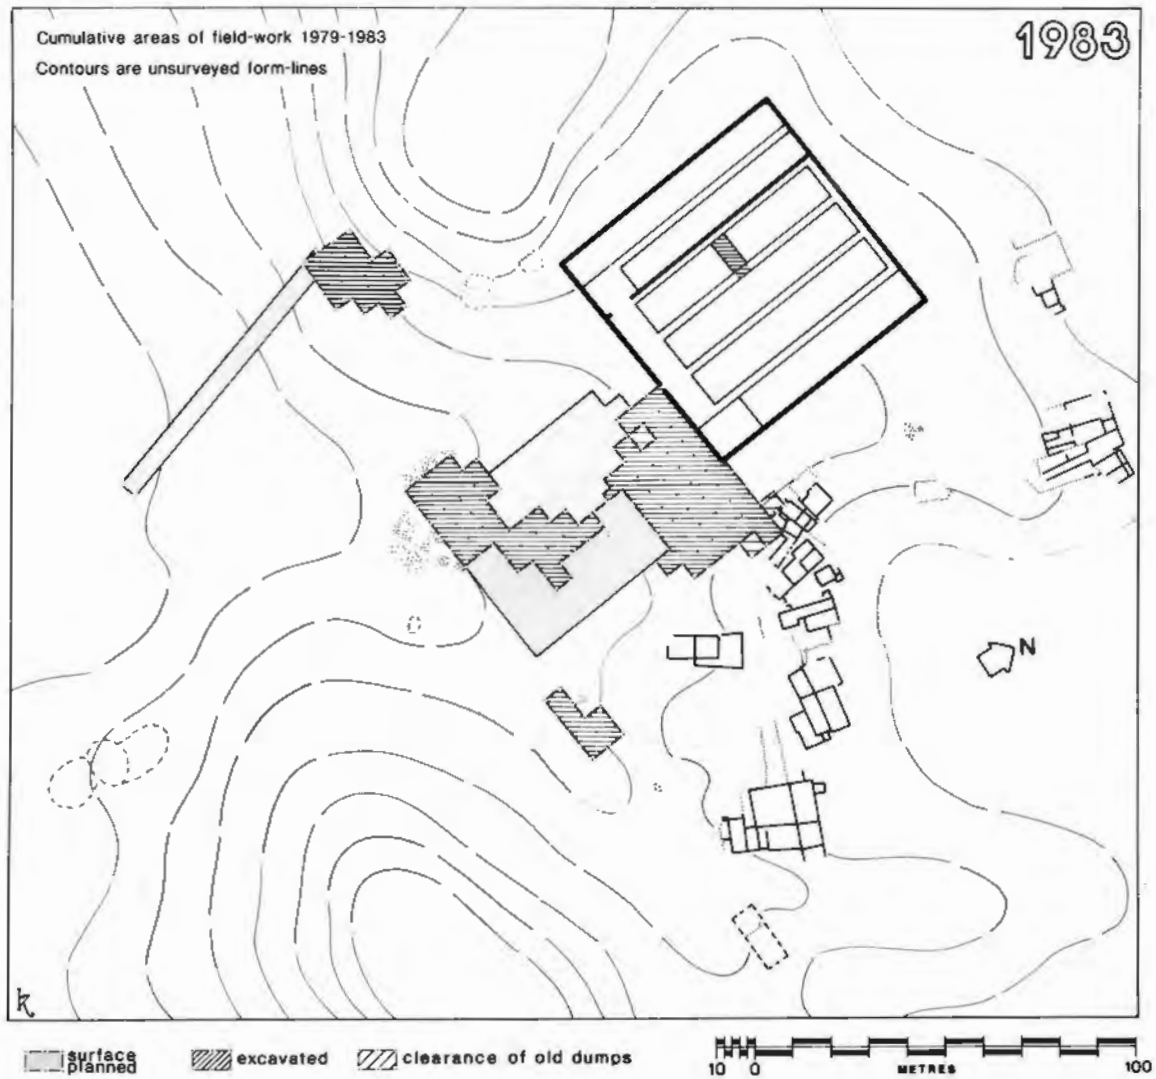 Cumulative areas of field-work 1979-1983
Contours are unsurveyed form-lines
1983
N
k
surface planned
excavated
clearance of old dumps
10 0 METRES 100